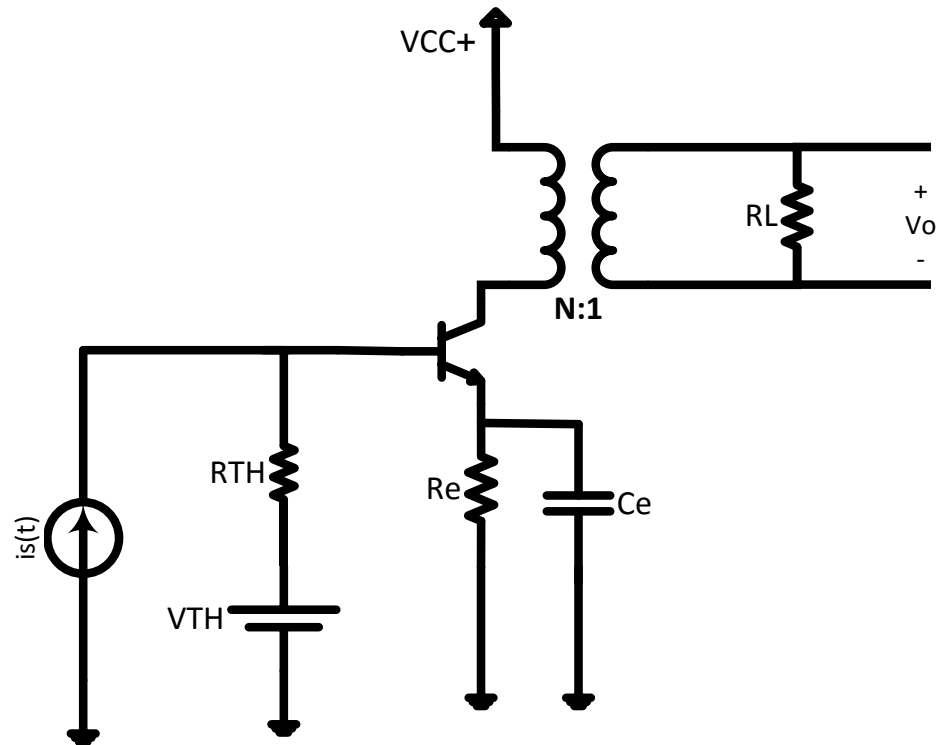 VCC+
+
RL
Vo
-
N:1
RTH
Re
Ce
is(t)
VTH